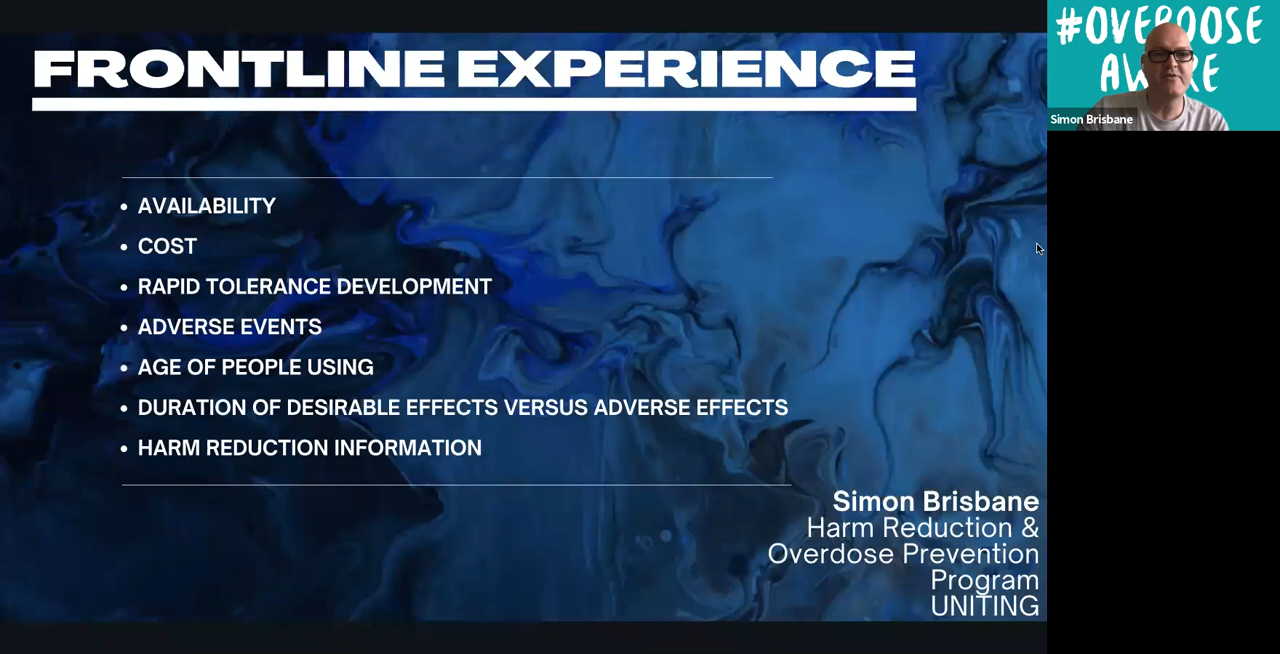 FRONTLINE EXPERIENCE
AVAILABILITY
COST
RAPID TOLERANCE DEVELOPMENT
ADVERSE EVENTS
AGE OF PEOPLE USING
DURATION OF DESIRABLE EFFECTS VERSUS ADVERSE EFFECTS
HARM REDUCTION INFORMATION
Simon Brisbane
Harm Reduction &
Overdose Prevention
Program
UNITING
#OVERDOSE
AWARE
Simon Brisbane